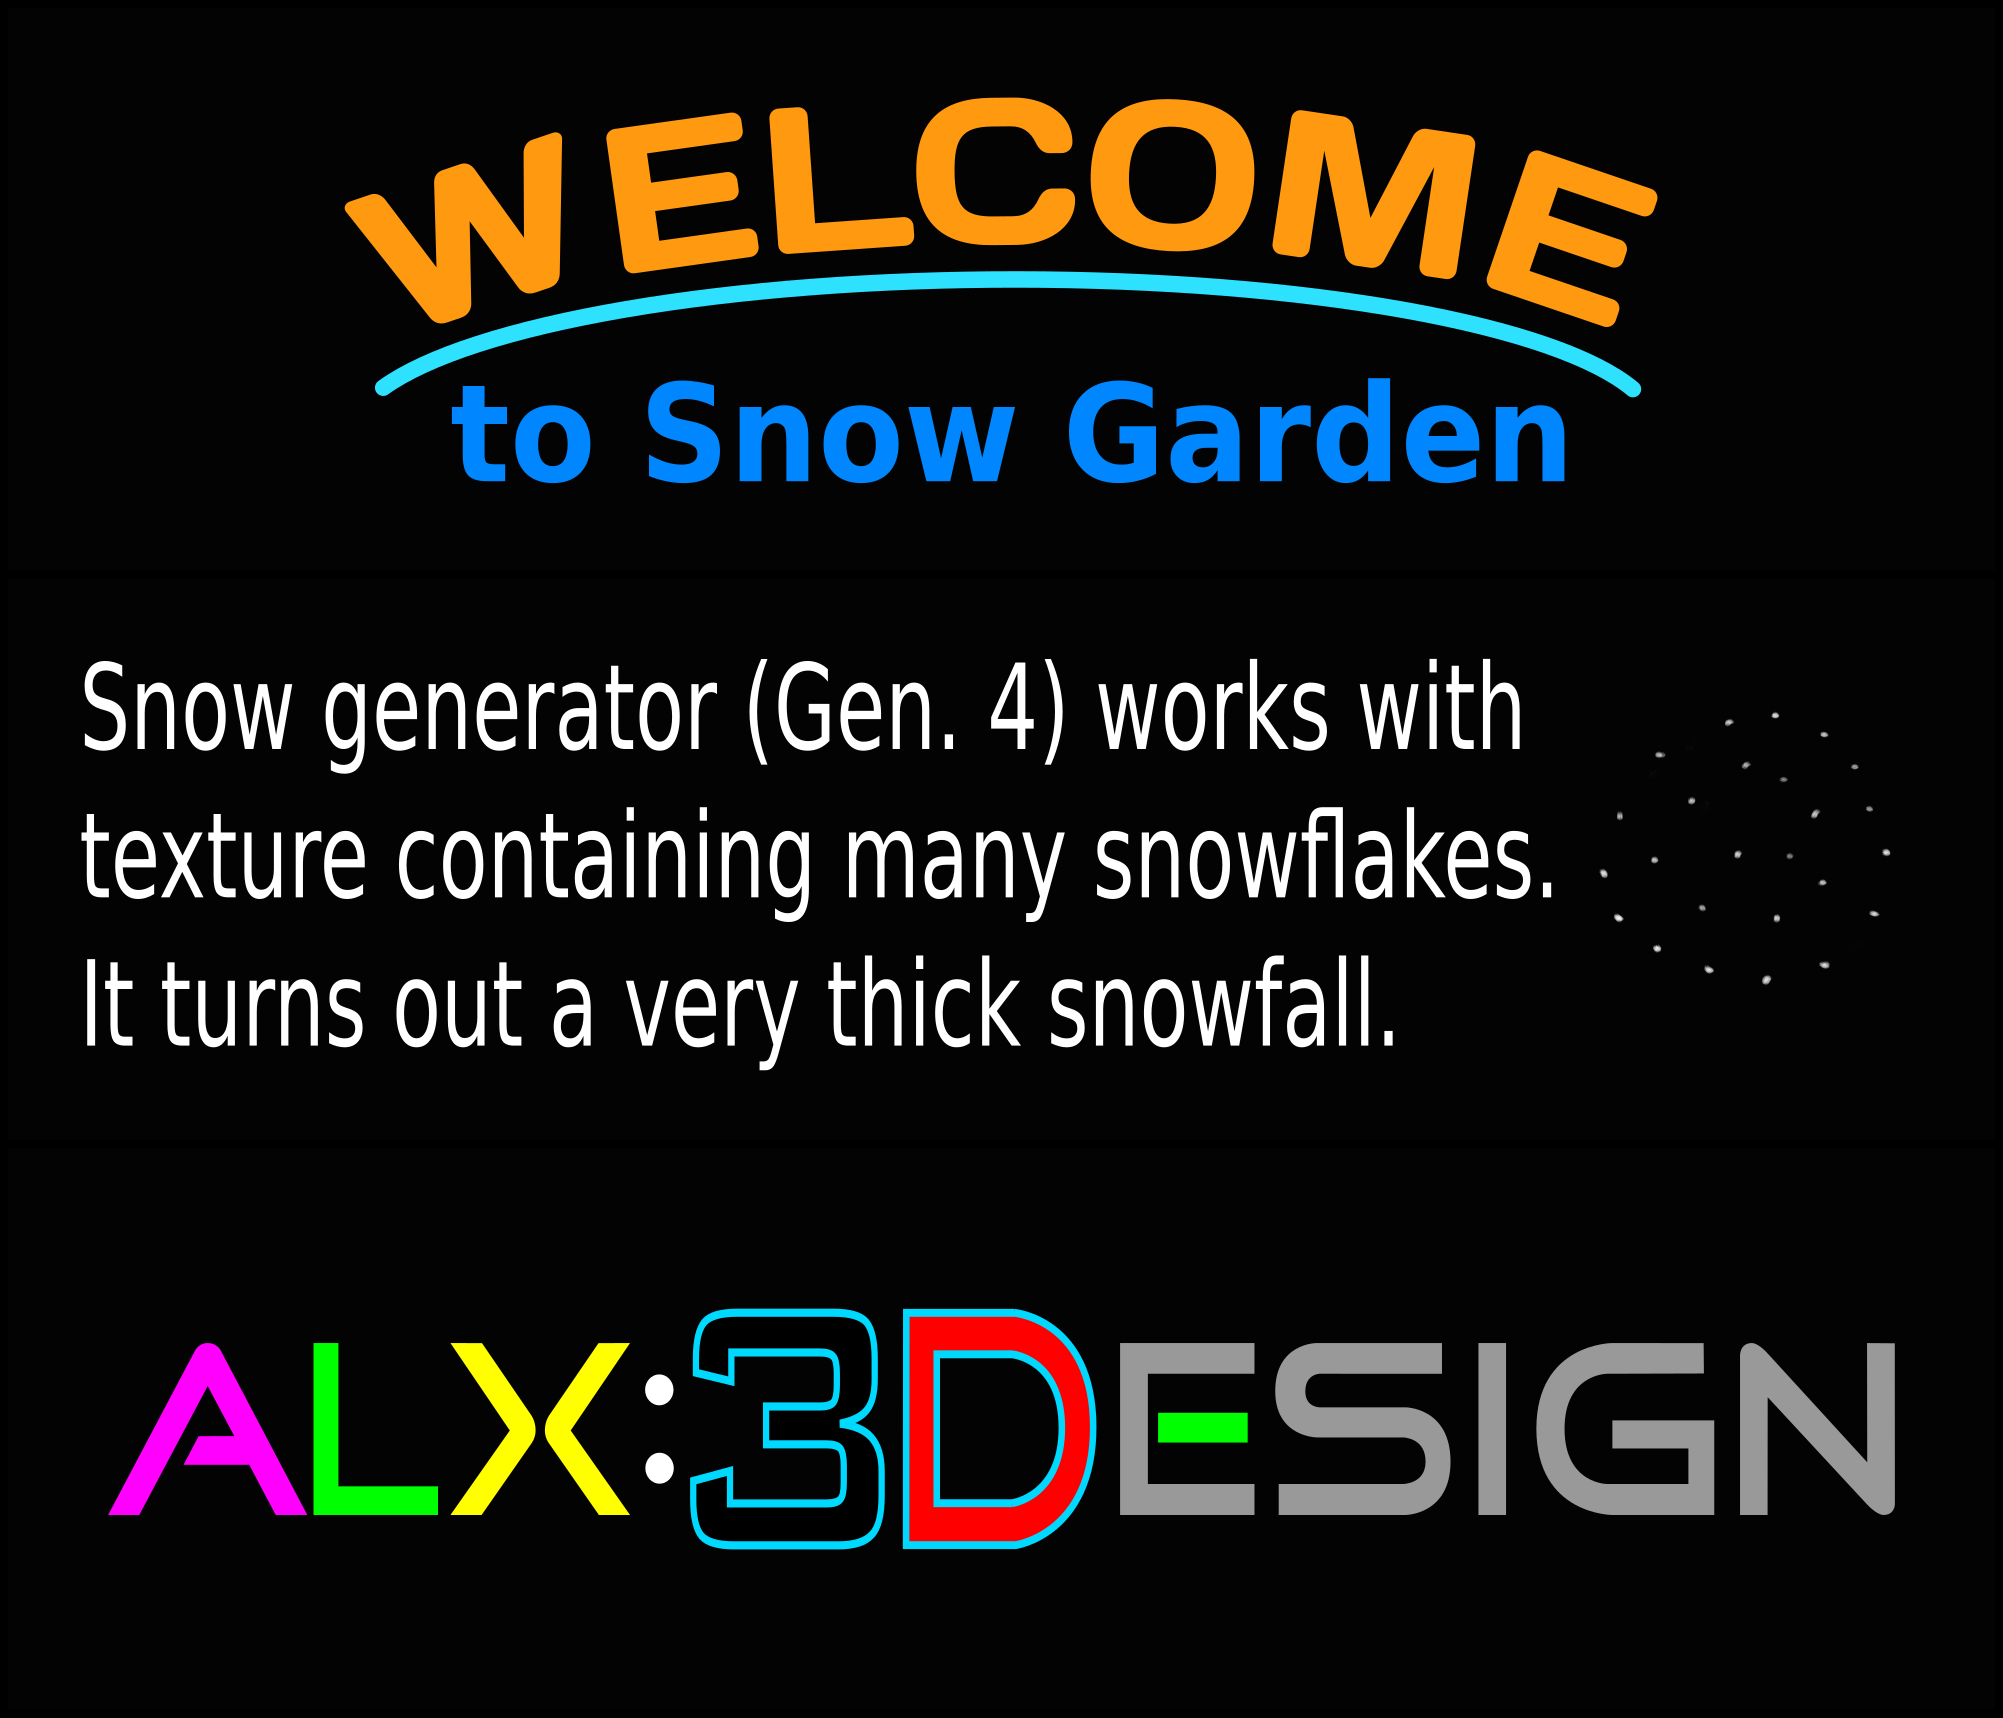 WELCOME
to Snow Garden
Snow generator (Gen. 4) works with
texture containing many snowflakes.
It turns out a very thick snowfall.
ALX:3DESIGN